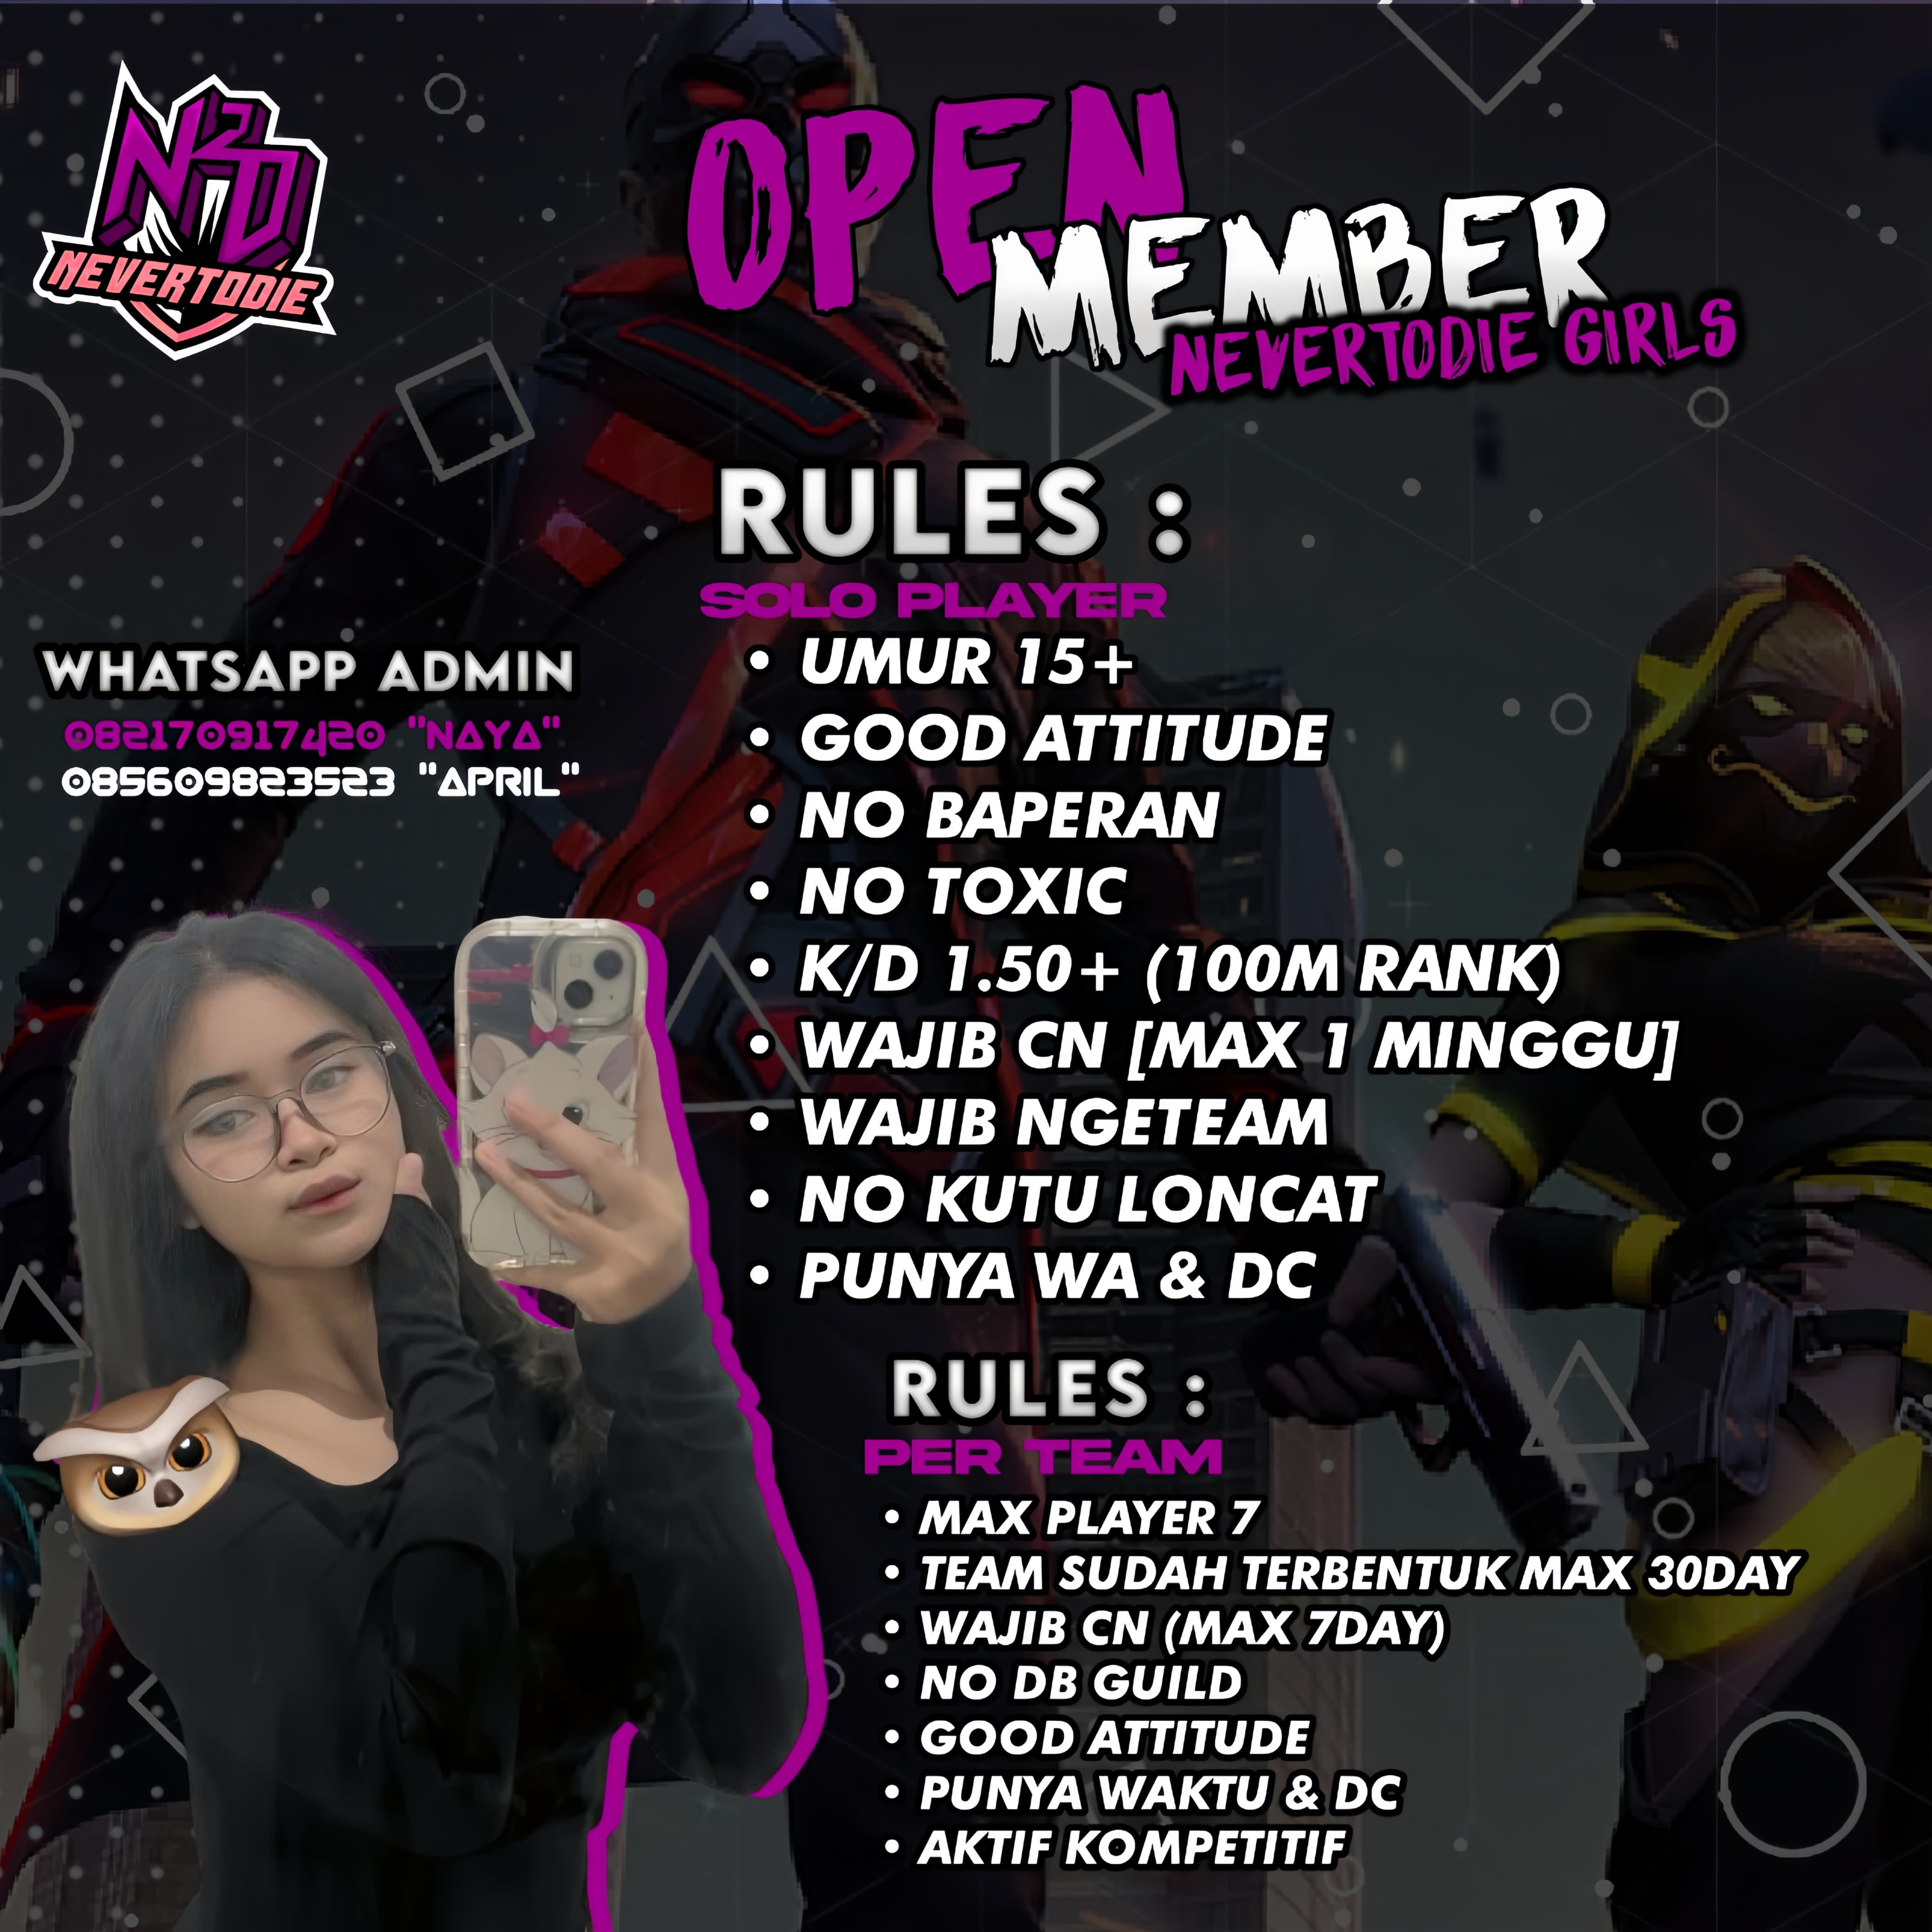 N2D
NEVERTODIE
OPEN
MEMBER
NEVERTODIE GIRLS
WHATSAPP ADMIN
082170917420 "NAYA"
085609823523 "APRIL"
RULES :
SOLO PLAYER
• UMUR 15+
• GOOD ATTITUDE
• NO BAPERAN
• NO TOXIC
• K/D 1.50+ (100M RANK)
• WAJIB CN [MAX 1 MINGGU]
• WAJIB NGETEAM
• NO KUTU LONCAT
• PUNYA WA & DC
RULES :
PER TEAM
• MAX PLAYER 7
• TEAM SUDAH TERBENTUK MAX 30DAY
• WAJIB CN (MAX 7DAY)
• NO DB GUILD
• GOOD ATTITUDE
• PUNYA WAKTU & DC
• AKTIF KOMPETITIF